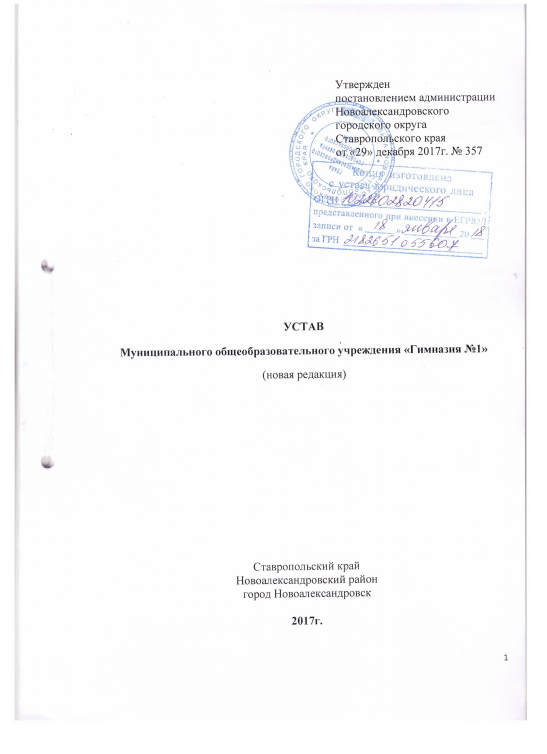 Утвержден
постановлением администрации
Новоалександровского
городского округа
Ставропольского края
от «29» декабря 2017г. № 357
Копия изготовлена
с устава юридического лица
ОГРН 1022602820415
представленного при внесении в ЕГРЮЛ
записи от « 18 » января 20 18
за ГРН 2182651055607
УСТАВ
Муниципального общеобразовательного учреждения «Гимназия №1»
(новая редакция)
Ставропольский край
Новоалександровский район
город Новоалександровск
2017г.
1